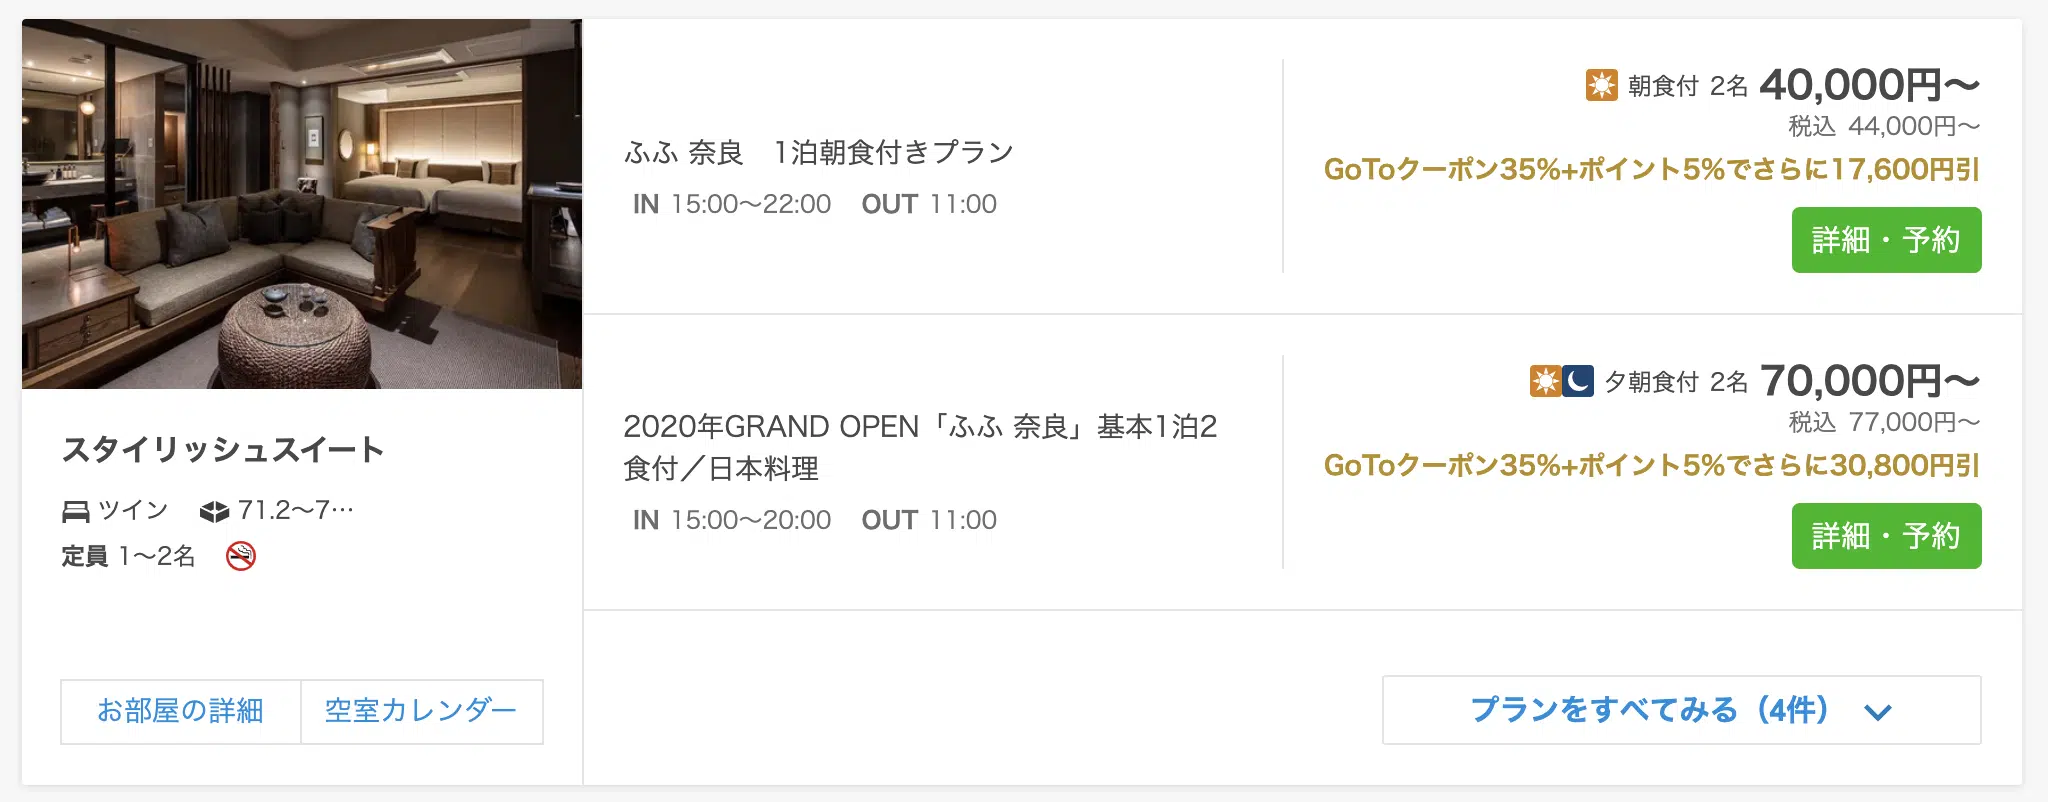 スタイリッシュスイート
ツイン 71.2〜7…
定員 1〜2名
お部屋の詳細 空室カレンダー
ふふ 奈良　1泊朝食付きプラン
IN 15:00〜22:00 OUT 11:00
朝食付 2名 40,000円〜
税込 44,000円〜
GoToクーポン35%+ポイント5%でさらに17,600円引
詳細・予約
2020年GRAND OPEN「ふふ 奈良」基本1泊2
食付／日本料理
IN 15:00〜20:00 OUT 11:00
夕朝食付 2名 70,000円〜
税込 77,000円〜
GoToクーポン35%+ポイント5%でさらに30,800円引
詳細・予約
プランをすべてみる（4件）